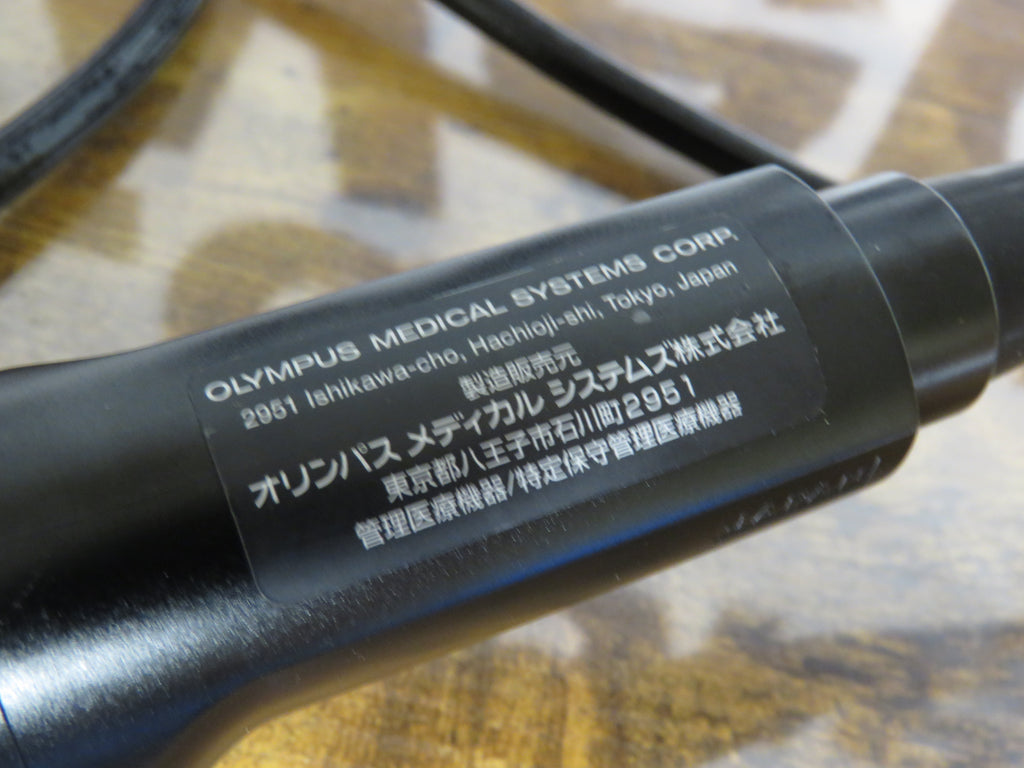 OLYMPUS MEDICAL SYSTEMS CORP.
2951 Ishikawa-cho, Hachioji-shi, Tokyo, Japan
製造販売元
オリンパス メディカル システムズ株式会社
東京都八王子市石川町2951
管理医療機器/特定保守管理医療機器